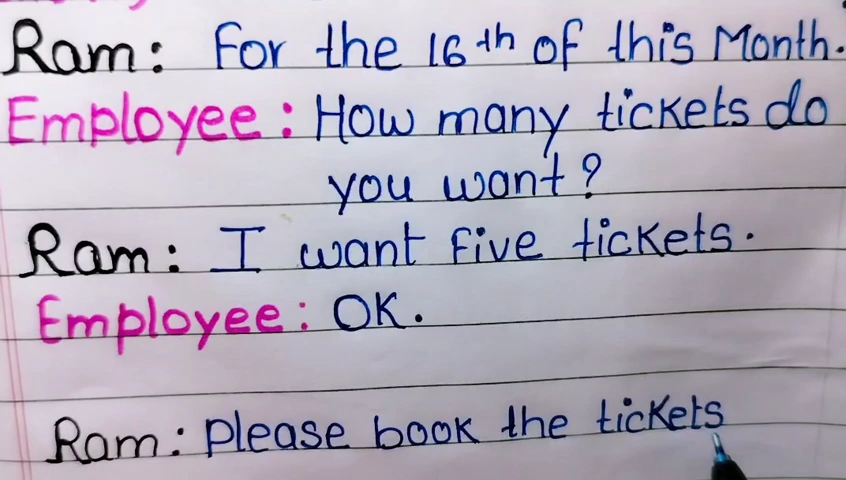 Ram: For the 16th of this Month.
Employee: How many tickets do
you want?
Ram: I want five tickets.
Employee: OK.
Ram: please book the tickets